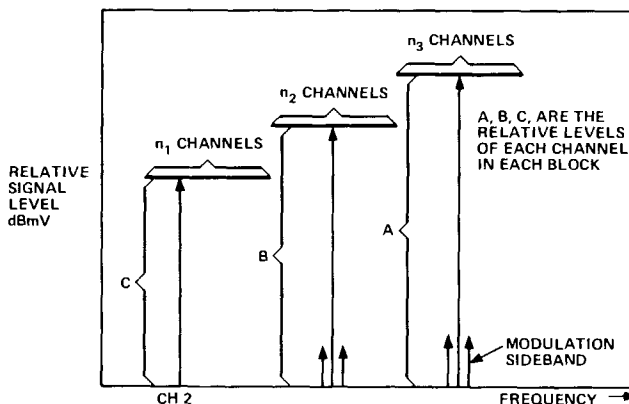 n3 CHANNELS
n2 CHANNELS
n1 CHANNELS
A, B, C, ARE THE
RELATIVE LEVELS
OF EACH CHANNEL
IN EACH BLOCK
RELATIVE
SIGNAL
LEVEL
dBmV
A
B
C
MODULATION
SIDEBAND
CH 2
FREQUENCY